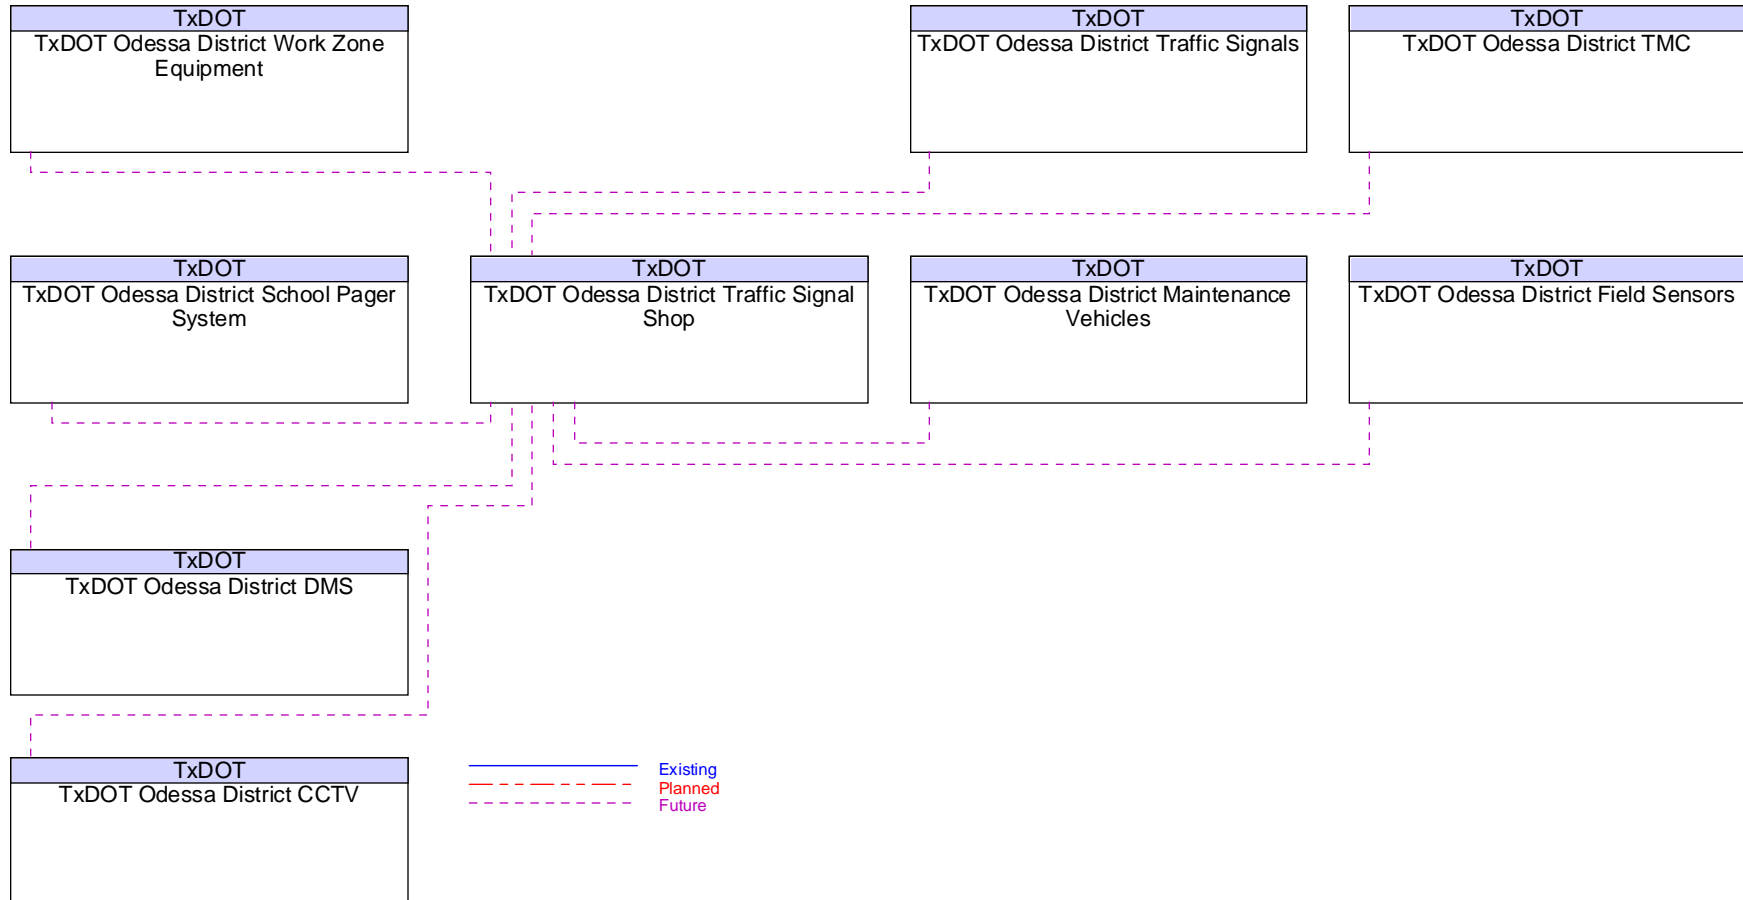 TxDOT
TxDOT Odessa District Work Zone
Equipment
TxDOT
TxDOT Odessa District Traffic Signals
TxDOT
TxDOT Odessa District TMC
TxDOT
TxDOT Odessa District School Pager
System
TxDOT
TxDOT Odessa District Traffic Signal
Shop
TxDOT
TxDOT Odessa District Maintenance
Vehicles
TxDOT
TxDOT Odessa District Field Sensors
TxDOT
TxDOT Odessa District DMS
TxDOT
TxDOT Odessa District CCTV
Existing
Planned
Future